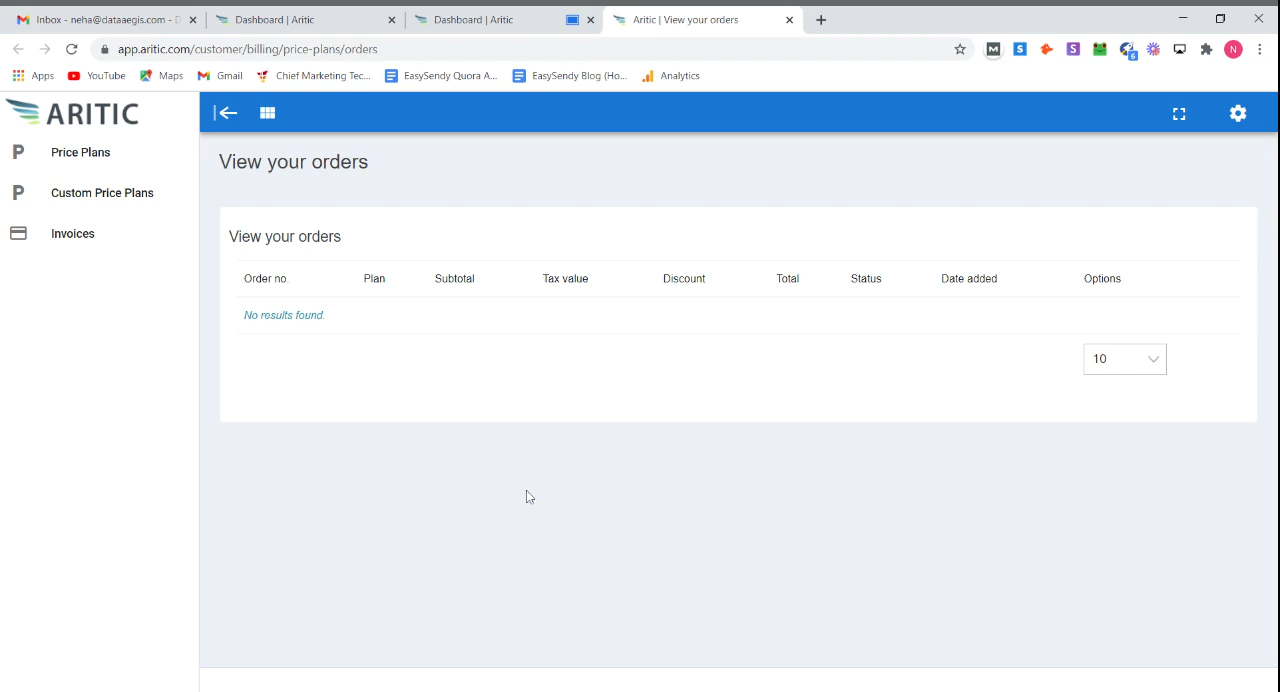 Inbox - neha@dataaegis.com - D
Dashboard | Aritic
Dashboard | Aritic
Aritic | View your orders
app.aritic.com/customer/billing/price-plans/orders
M
S
S
6
N
Apps
YouTube
Maps
Gmail
Chief Marketing Tec...
EasySendy Quora A...
EasySendy Blog (Ho...
Analytics
ARITIC
P Price Plans
P Custom Price Plans
Invoices
View your orders
View your orders
Order no. Plan Subtotal Tax value Discount Total Status Date added Options
No results found.
10